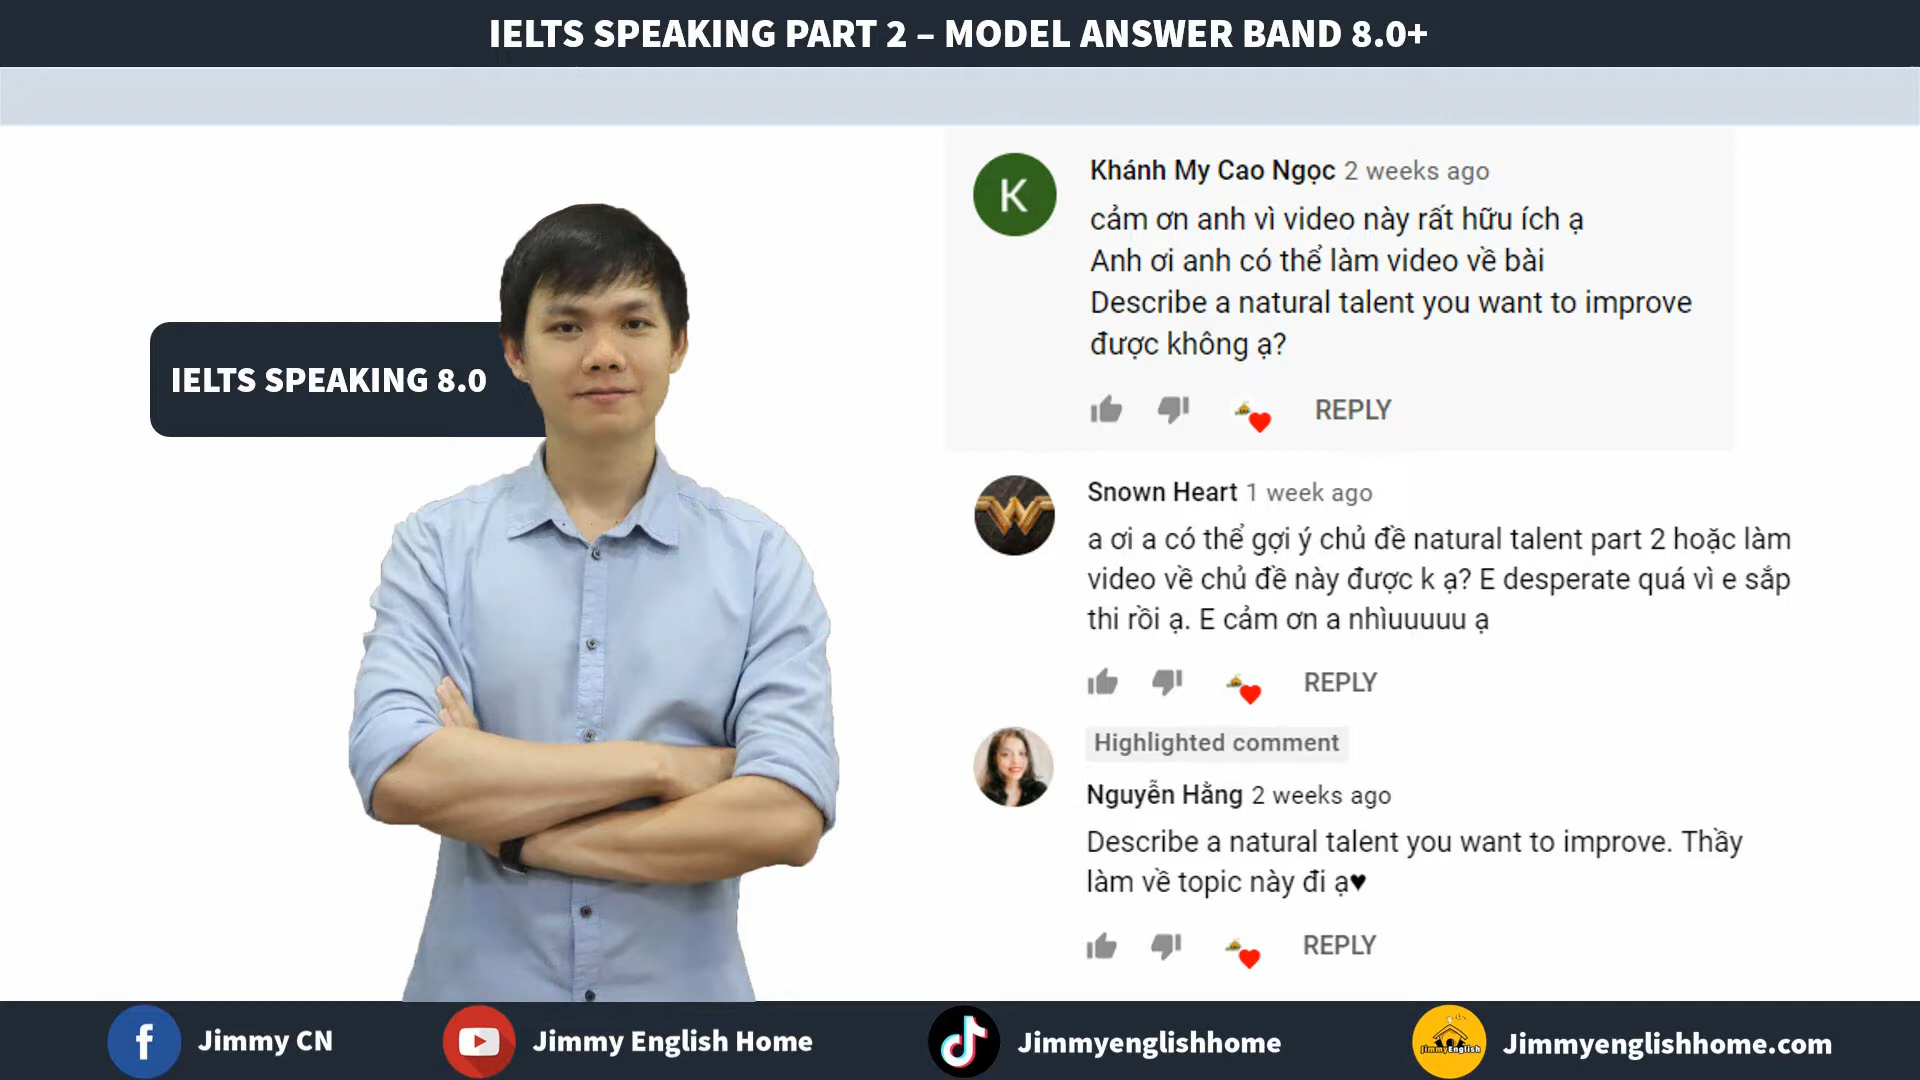 IELTS SPEAKING PART 2 – MODEL ANSWER BAND 8.0+
IELTS SPEAKING 8.0
K
Khánh My Cao Ngọc 2 weeks ago
cảm ơn anh vì video này rất hữu ích ạ
Anh ơi anh có thể làm video về bài
Describe a natural talent you want to improve
được không ạ?
REPLY
Snown Heart 1 week ago
a ơi a có thể gợi ý chủ đề natural talent part 2 hoặc làm
video về chủ đề này được k ạ? E desperate quá vì e sắp
thi rồi ạ. E cảm ơn a nhìuuuuu ạ
REPLY
Highlighted comment
Nguyễn Hằng 2 weeks ago
Describe a natural talent you want to improve. Thầy
làm về topic này đi ạ♥
REPLY
Jimmy CN
Jimmy English Home
Jimmyenglishhome
JimmyEnglish
Jimmyenglishhome.com